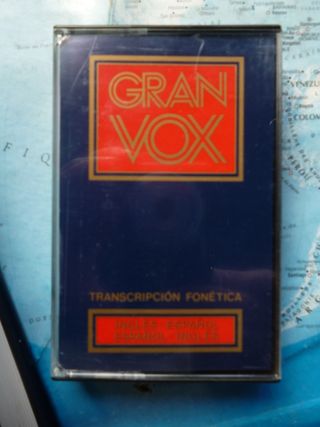 GRAN
VOX
TRANSCRIPCIÓN FONÉTICA
INGLÉS-ESPAÑOL
ESPAÑOL-INGLÉS